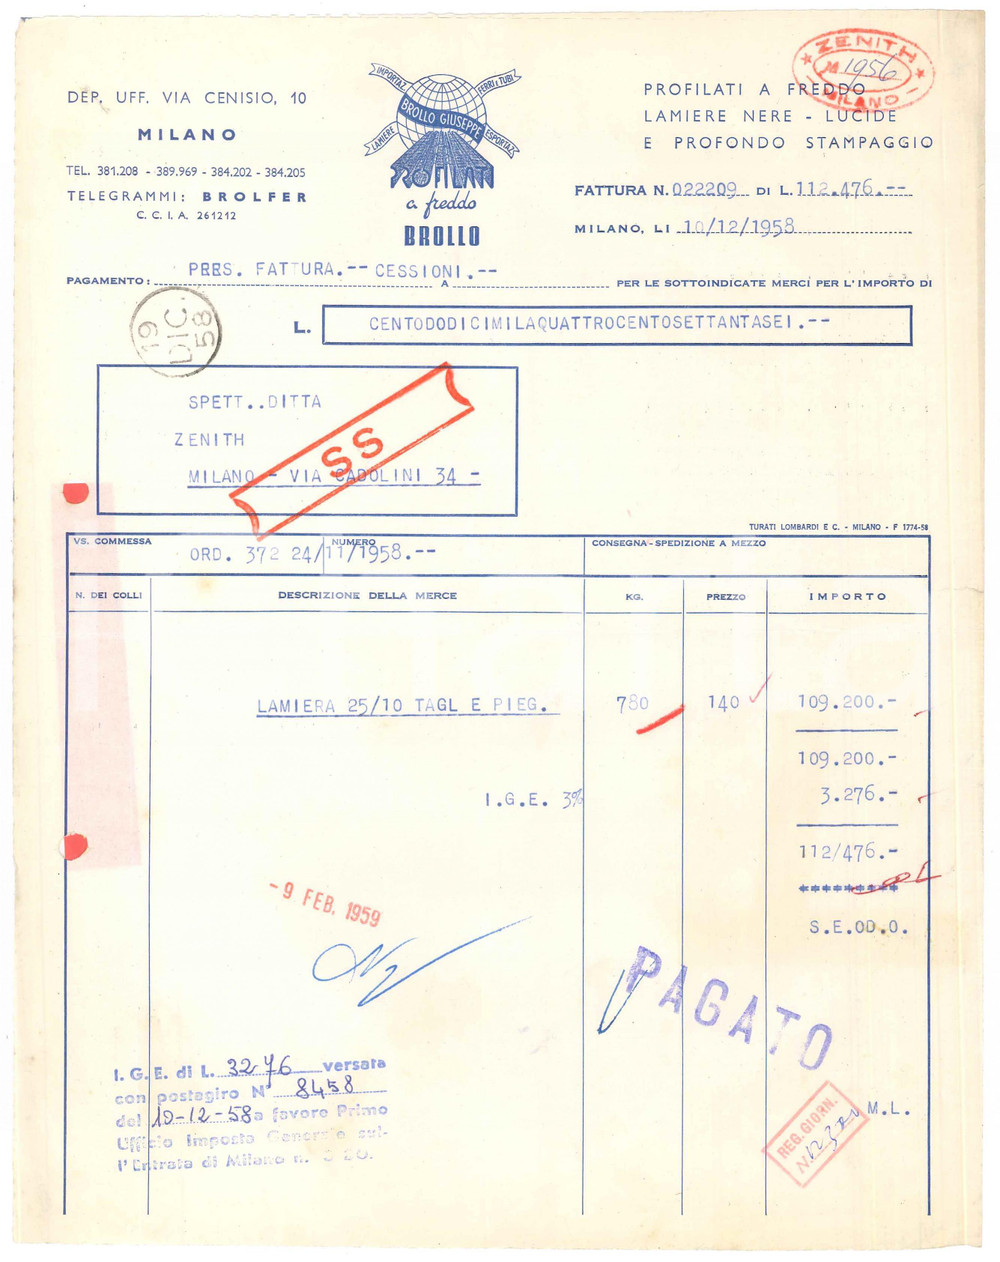 DEP. UFF. VIA CENISIO, 10
MILANO
TEL. 381.208 - 389.969 - 384.202 - 384.205
TELEGRAMMI: BROLFER
C. C. I. A. 261212
IMPORTAZ.
FERRI E TUBI
BROLLO GIUSEPPE
LAMIERE
ESPORTAZ.
PROFILATI
a freddo
BROLLO
ZENITH
1956
MILANO
PROFILATI A FREDDO
LAMIERE NERE - LUCIDE
E PROFONDO STAMPAGGIO
FATTURA N. 022209 DI L. 112.476.--
MILANO, LI 10/12/1958
PAGAMENTO: PRES. FATTURA.-- CESSIONI.-- A PER LE SOTTOINDICATE MERCI PER L'IMPORTO DI
19
DIC.
58
L. CENTODODICIMILAQUATTROCENTOSETTANTASEI.--
SPETT..DITTA
ZENITH
MILANO - VIA CADOLINI 34 -
SS
TURATI LOMBARDI E C. - MILANO - F 1774-58
VS. COMMESSA NUMERO CONSEGNA - SPEDIZIONE A MEZZO
ORD. 372 24/11/1958.--
N. DEI COLLI DESCRIZIONE DELLA MERCE KG. PREZZO IMPORTO
LAMIERA 25/10 TAGL E PIEG. 780 140 109.200.-
109.200.-
I.G.E. 3% 3.276.-
112/476.-
S.E.OD.O.
- 9 FEB. 1959
PAGATO
I. G. E. di L. 3276 versata
con postagiro N° 8458
del 10-12-58 a favore Primo
Ufficio Imposta Generale sul-
l'Entrata di Milano n. 3 20.
REG. GIORN.
N.
M.L.